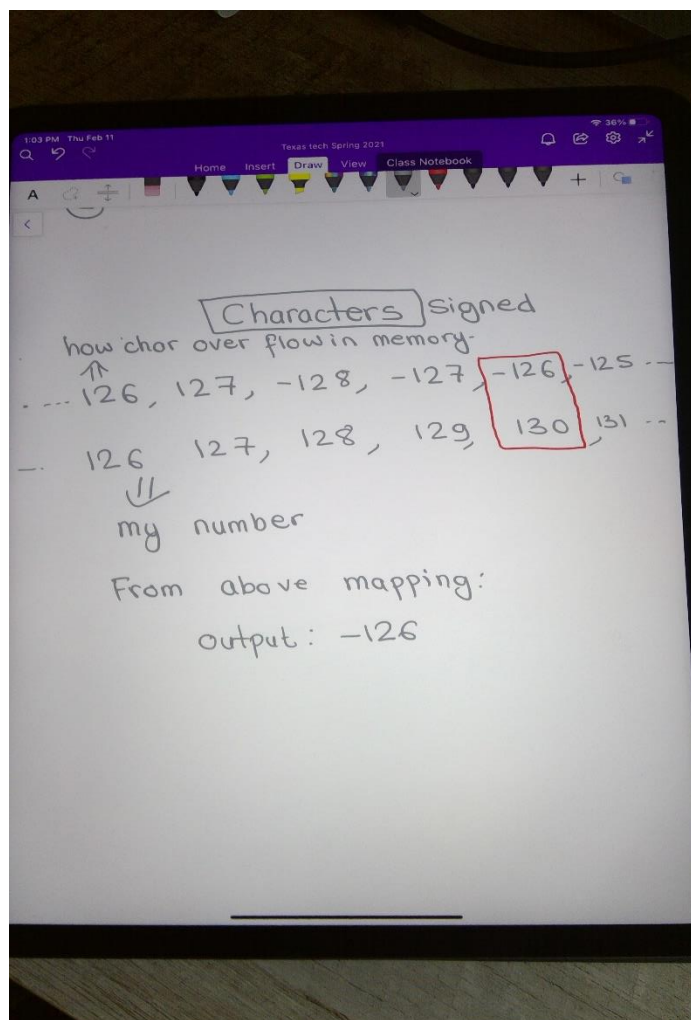 1:03 PM Thu Feb 11
36%
Texas tech Spring 2021
Home Insert Draw View Class Notebook
A
Characters Signed
how char over flow in memory.
.... 126, 127, -128, -127, -126, -125 ---
--. 126 127, 128, 129, 130, 131 --
my number
From above mapping:
output: -126